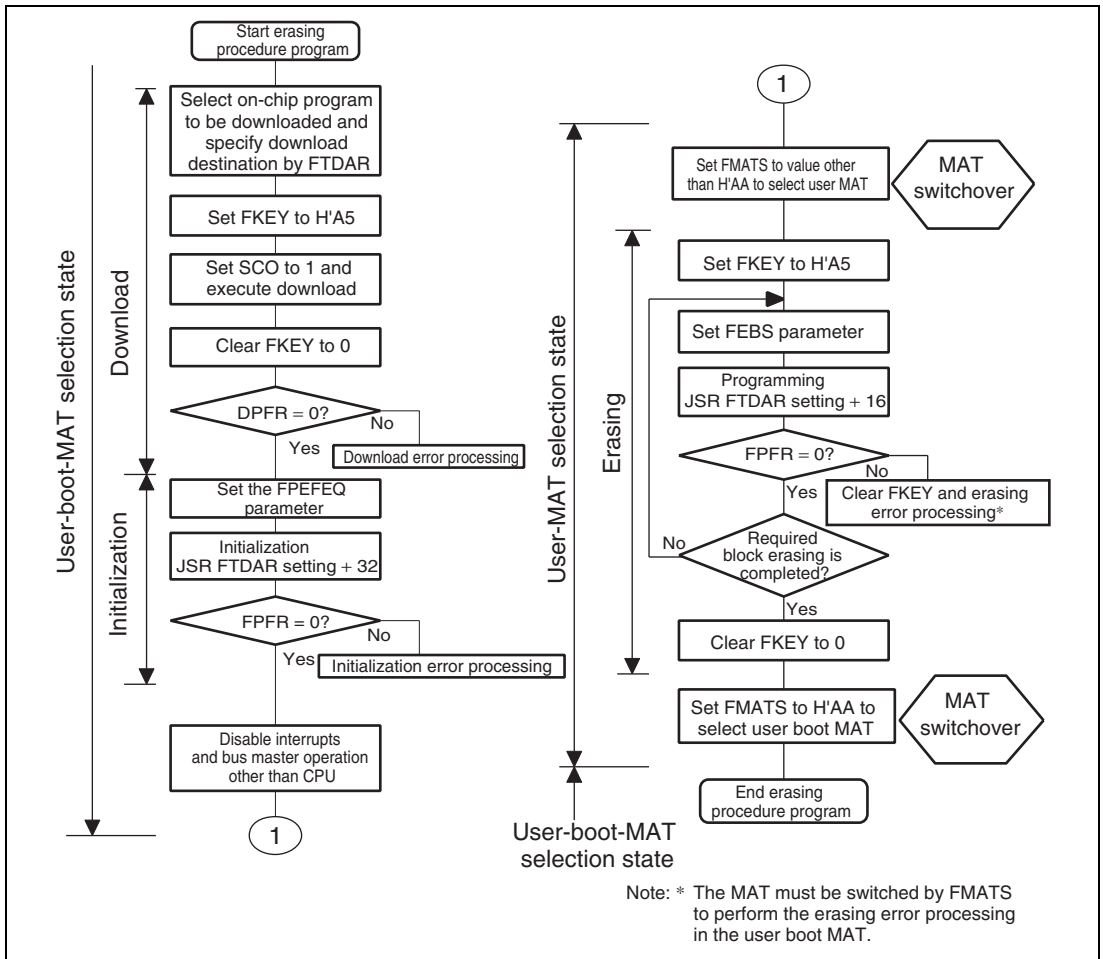 Start erasing
procedure program
Select on-chip program
to be downloaded and
specify download
destination by FTDAR
Set FKEY to H'A5
Set SCO to 1 and
execute download
Clear FKEY to 0
DPFR = 0?
No
Yes
Download error processing
Set the FPEFEQ
parameter
Initialization
JSR FTDAR setting + 32
FPFR = 0?
No
Yes
Initialization error processing
Disable interrupts
and bus master operation
other than CPU
1
User-boot-MAT selection state
Download
Initialization
1
Set FMATS to value other
than H'AA to select user MAT
MAT
switchover
Set FKEY to H'A5
Set FEBS parameter
Programming
JSR FTDAR setting + 16
FPFR = 0?
No
Yes
Clear FKEY and erasing
error processing*
Required
block erasing is
completed?
No
Yes
Clear FKEY to 0
Set FMATS to H'AA to
select user boot MAT
MAT
switchover
End erasing
procedure program
User-MAT selection state
Erasing
User-boot-MAT
selection state
Note: * The MAT must be switched by FMATS
to perform the erasing error processing
in the user boot MAT.